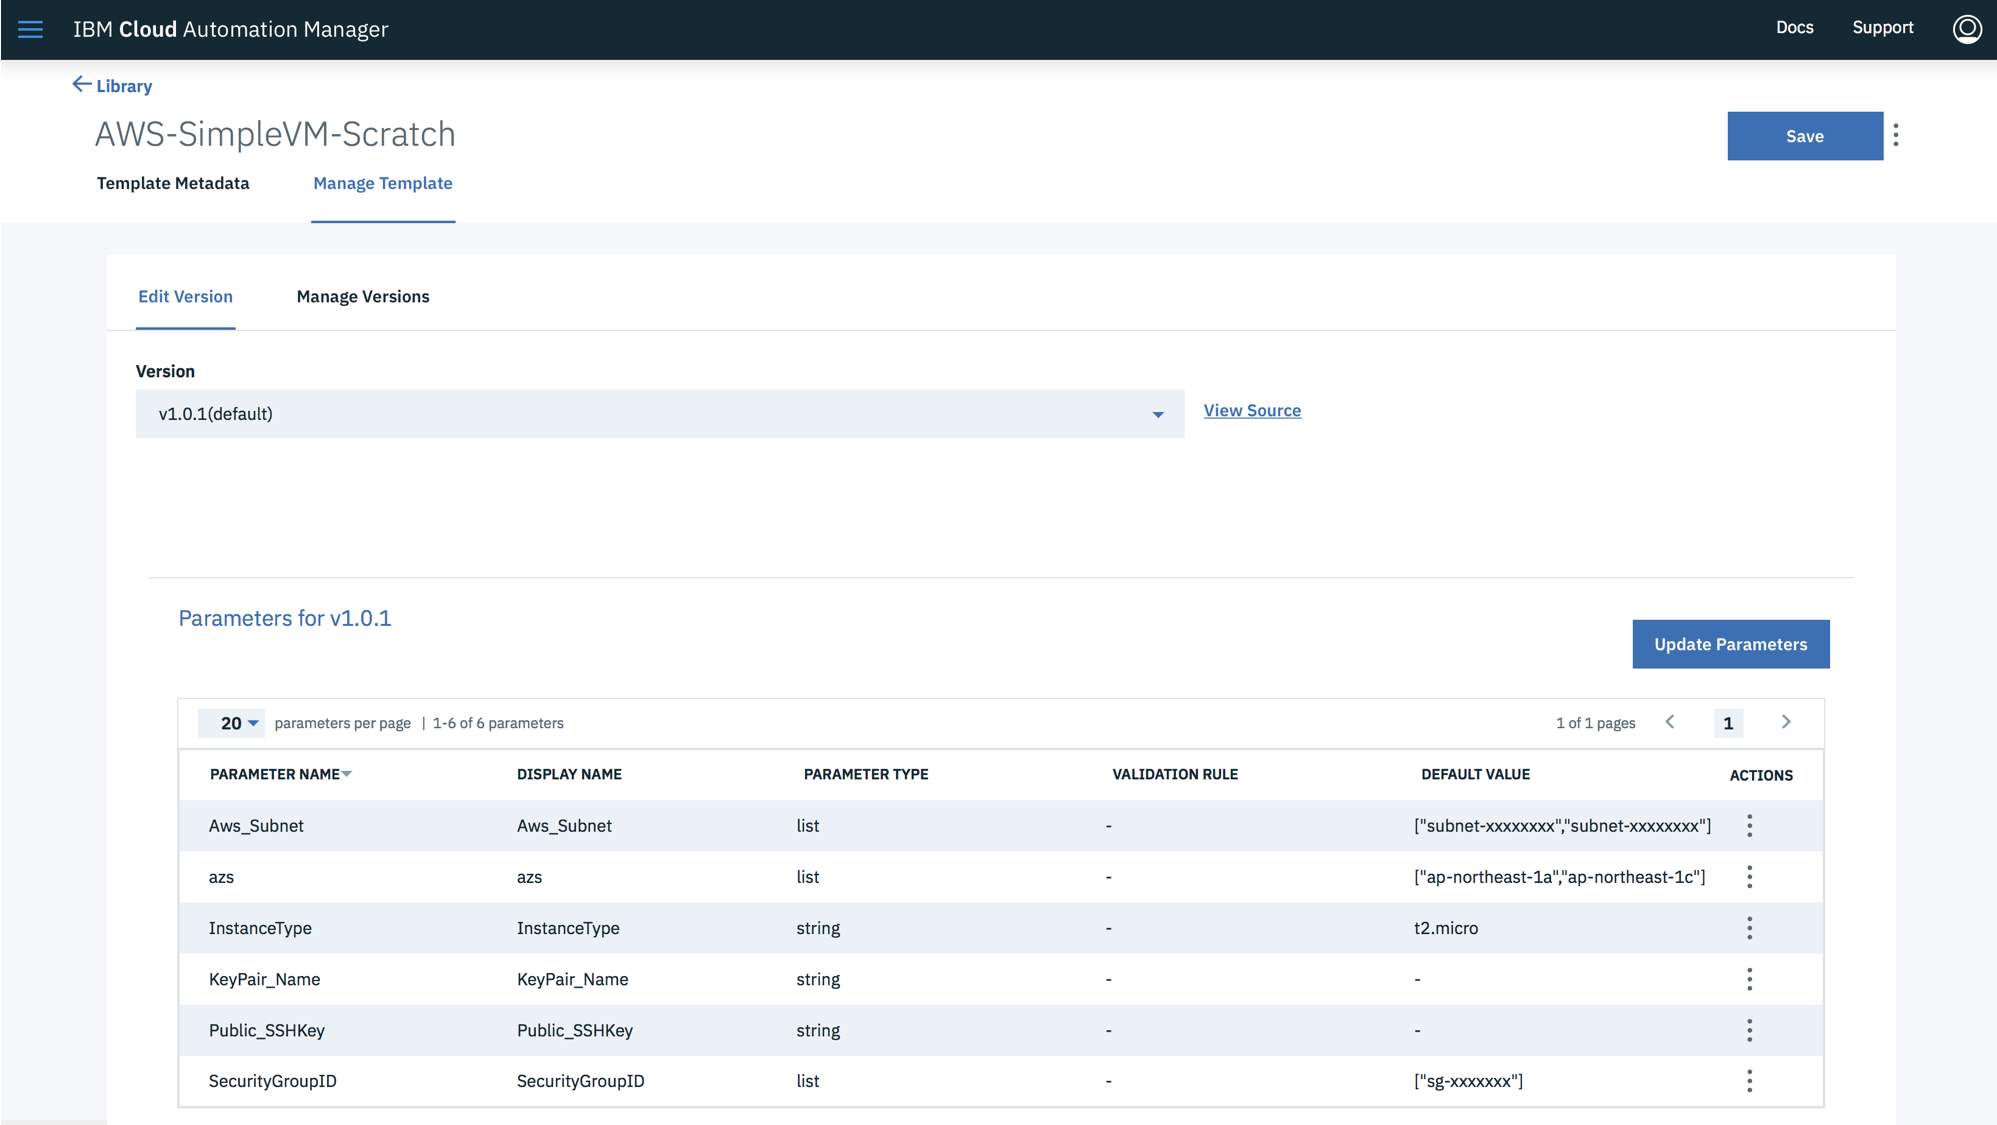 IBM Cloud Automation Manager Docs Support
Library
AWS-SimpleVM-Scratch
Save
Template Metadata Manage Template
Edit Version Manage Versions
Version
v1.0.1(default)
View Source
Parameters for v1.0.1
Update Parameters
20 parameters per page | 1-6 of 6 parameters 1 of 1 pages 1
PARAMETER NAME DISPLAY NAME PARAMETER TYPE VALIDATION RULE DEFAULT VALUE ACTIONS
Aws_Subnet Aws_Subnet list - ["subnet-xxxxxxxx","subnet-xxxxxxxx"]
azs azs list - ["ap-northeast-1a","ap-northeast-1c"]
InstanceType InstanceType string - t2.micro
KeyPair_Name KeyPair_Name string - -
Public_SSHKey Public_SSHKey string - -
SecurityGroupID SecurityGroupID list - ["sg-xxxxxxx"]